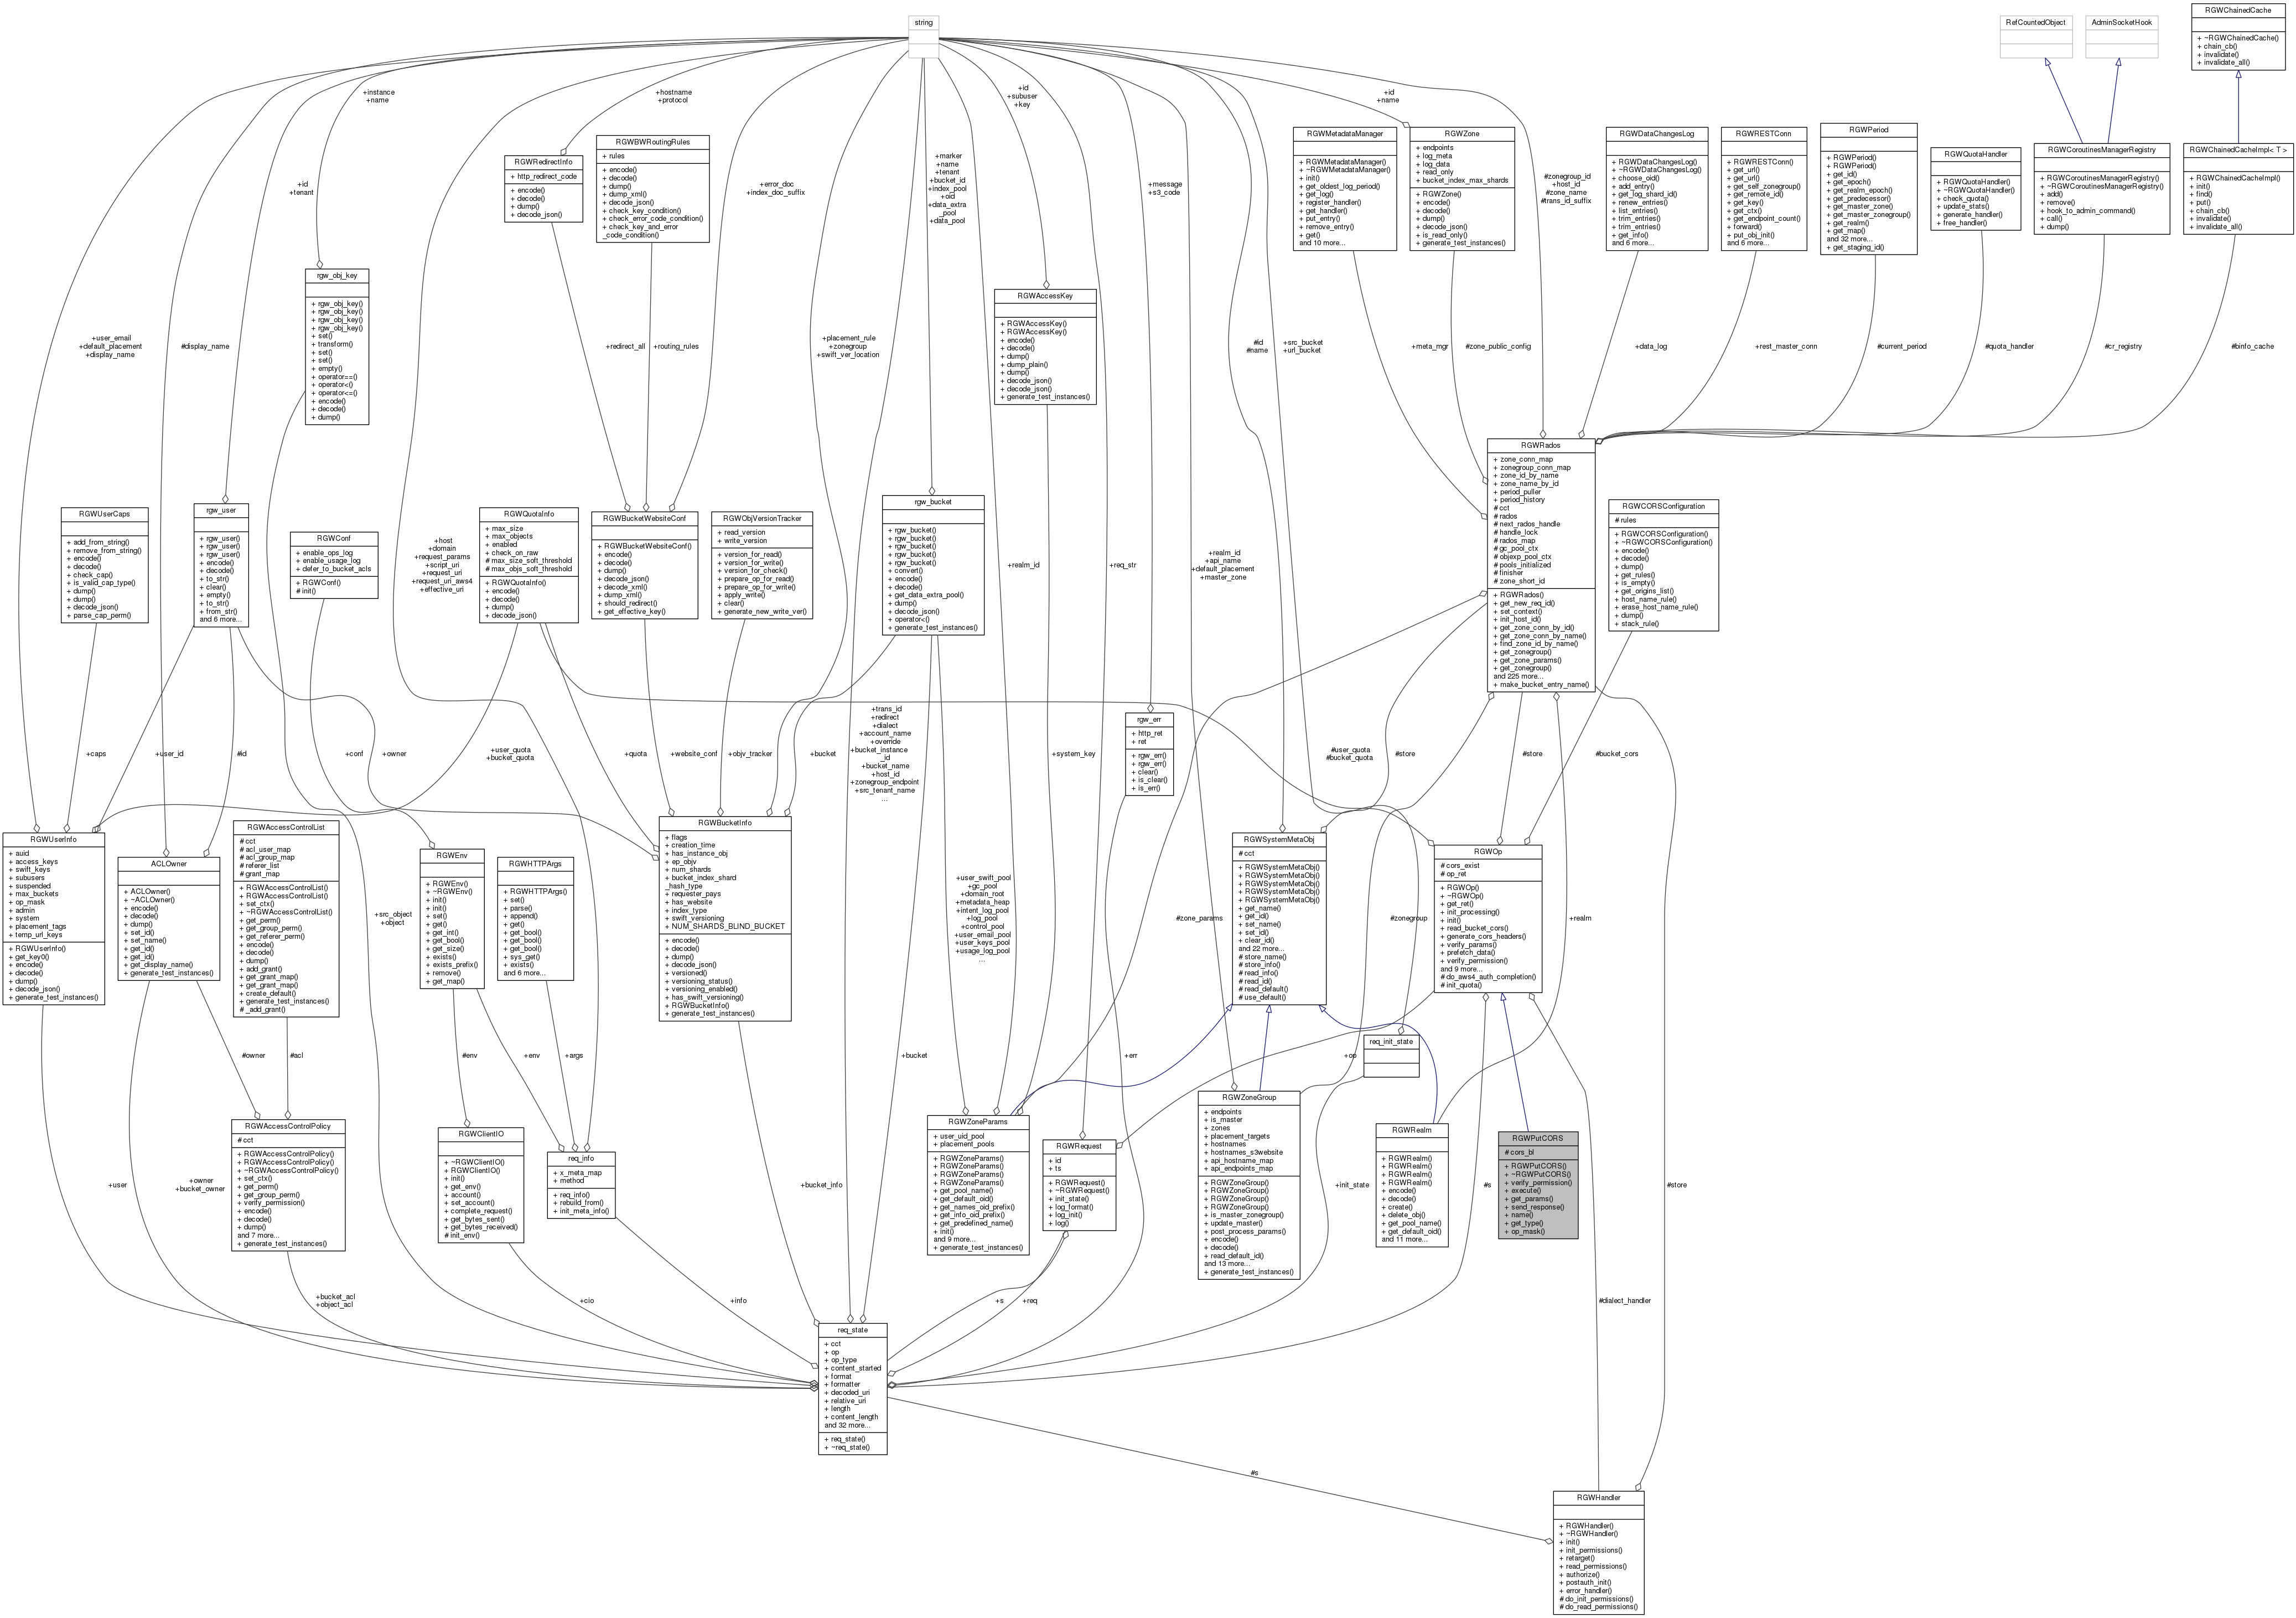 string
RefCountedObject
AdminSocketHook
RGWChainedCache
+ ~RGWChainedCache()
+ chain_cb()
+ invalidate()
+ invalidate_all()
+instance
+name
+hostname
+protocol
+id
+subuser
+key
+id
+name
RGWRedirectInfo
+ http_redirect_code
+ encode()
+ decode()
+ dump()
+ decode_json()
RGWBWRoutingRules
+ rules
+ encode()
+ decode()
+ dump()
+ dump_xml()
+ decode_json()
+ check_key_condition()
+ check_error_code_condition()
+ check_key_and_error
_code_condition()
+error_doc
+index_doc_suffix
+marker
+name
+tenant
+bucket_id
+index_pool
+oid
+data_extra
_pool
+data_pool
+message
+s3_code
RGWMetadataManager
+ RGWMetadataManager()
+ ~RGWMetadataManager()
+ init()
+ get_oldest_log_period()
+ get_log()
+ register_handler()
+ get_handler()
+ put_entry()
+ remove_entry()
+ get()
and 10 more...
RGWZone
+ endpoints
+ log_meta
+ log_data
+ read_only
+ bucket_index_max_shards
+ RGWZone()
+ encode()
+ decode()
+ dump()
+ decode_json()
+ is_read_only()
+ generate_test_instances()
#zonegroup_id
+host_id
#zone_name
#trans_id_suffix
RGWDataChangesLog
+ RGWDataChangesLog()
+ ~RGWDataChangesLog()
+ choose_oid()
+ add_entry()
+ get_log_shard_id()
+ renew_entries()
+ list_entries()
+ trim_entries()
+ trim_entries()
+ get_info()
and 6 more...
RGWRESTConn
+ RGWRESTConn()
+ get_url()
+ get_url()
+ get_self_zonegroup()
+ get_remote_id()
+ get_key()
+ get_ctx()
+ get_endpoint_count()
+ forward()
+ put_obj_init()
and 6 more...
RGWPeriod
+ RGWPeriod()
+ RGWPeriod()
+ get_id()
+ get_epoch()
+ get_realm_epoch()
+ get_predecessor()
+ get_master_zone()
+ get_master_zonegroup()
+ get_realm()
+ get_map()
and 32 more...
+ get_staging_id()
RGWQuotaHandler
+ RGWQuotaHandler()
+ ~RGWQuotaHandler()
+ check_quota()
+ update_stats()
+ generate_handler()
+ free_handler()
RGWCoroutinesManagerRegistry
+ RGWCoroutinesManagerRegistry()
+ ~RGWCoroutinesManagerRegistry()
+ add()
+ remove()
+ hook_to_admin_command()
+ call()
+ dump()
RGWChainedCacheImpl< T >
+ RGWChainedCacheImpl()
+ init()
+ find()
+ put()
+ chain_cb()
+ invalidate()
+ invalidate_all()
+id
+tenant
rgw_obj_key
+ rgw_obj_key()
+ rgw_obj_key()
+ rgw_obj_key()
+ rgw_obj_key()
+ set()
+ transform()
+ set()
+ set()
+ empty()
+ operator==()
+ operator<()
+ operator<=()
+ encode()
+ decode()
+ dump()
RGWAccessKey
+ RGWAccessKey()
+ RGWAccessKey()
+ encode()
+ decode()
+ dump()
+ dump_plain()
+ dump()
+ decode_json()
+ decode_json()
+ generate_test_instances()
+user_email
+default_placement
+display_name
#display_name
+redirect_all
+routing_rules
+placement_rule
+zonegroup
+swift_ver_location
#id
#name
+src_bucket
+url_bucket
+meta_mgr
#zone_public_config
+data_log
+rest_master_conn
#current_period
#quota_handler
#cr_registry
#binfo_cache
RGWRados
+ zone_conn_map
+ zonegroup_conn_map
+ zone_id_by_name
+ zone_name_by_id
+ period_puller
+ period_history
# cct
# rados
# next_rados_handle
# handle_lock
# rados_map
# gc_pool_ctx
# objexp_pool_ctx
# pools_initialized
# finisher
# zone_short_id
+ RGWRados()
+ get_new_req_id()
+ set_context()
+ init_host_id()
+ get_zone_conn_by_id()
+ get_zone_conn_by_name()
+ find_zone_id_by_name()
+ get_zonegroup()
+ get_zone_params()
+ get_zonegroup()
and 225 more...
+ make_bucket_entry_name()
RGWCORSConfiguration
# rules
+ RGWCORSConfiguration()
+ ~RGWCORSConfiguration()
+ encode()
+ decode()
+ dump()
+ get_rules()
+ is_empty()
+ get_origins_list()
+ host_name_rule()
+ erase_host_name_rule()
+ dump()
+ stack_rule()
RGWUserCaps
+ add_from_string()
+ remove_from_string()
+ encode()
+ decode()
+ check_cap()
+ is_valid_cap_type()
+ dump()
+ dump()
+ decode_json()
+ parse_cap_perm()
rgw_user
+ rgw_user()
+ rgw_user()
+ rgw_user()
+ encode()
+ decode()
+ to_str()
+ clear()
+ empty()
+ to_str()
+ from_str()
and 6 more...
RGWConf
+ enable_ops_log
+ enable_usage_log
+ defer_to_bucket_acls
+ RGWConf()
# init()
+host
+domain
+request_params
+script_uri
+request_uri
+request_uri_aws4
+effective_uri
RGWQuotaInfo
+ max_size
+ max_objects
+ enabled
+ check_on_raw
# max_size_soft_threshold
# max_objs_soft_threshold
+ RGWQuotaInfo()
+ encode()
+ decode()
+ dump()
+ decode_json()
RGWBucketWebsiteConf
+ RGWBucketWebsiteConf()
+ encode()
+ decode()
+ dump()
+ decode_json()
+ decode_xml()
+ dump_xml()
+ should_redirect()
+ get_effective_key()
RGWObjVersionTracker
+ read_version
+ write_version
+ version_for_read()
+ version_for_write()
+ version_for_check()
+ prepare_op_for_read()
+ prepare_op_for_write()
+ apply_write()
+ clear()
+ generate_new_write_ver()
rgw_bucket
+ rgw_bucket()
+ rgw_bucket()
+ rgw_bucket()
+ rgw_bucket()
+ rgw_bucket()
+ convert()
+ encode()
+ decode()
+ get_data_extra_pool()
+ dump()
+ decode_json()
+ operator<()
+ generate_test_instances()
+realm_id
+req_str
+realm_id
+api_name
+default_placement
+master_zone
+caps
+user_id
#id
+conf
+owner
+user_quota
+bucket_quota
+quota
+website_conf
+objv_tracker
+bucket
+trans_id
+redirect
+dialect
+account_name
+override
+bucket_instance
_id
+bucket_name
+host_id
+zonegroup_endpoint
+src_tenant_name
...
+system_key
rgw_err
+ http_ret
+ ret
+ rgw_err()
+ rgw_err()
+ clear()
+ is_clear()
+ is_err()
#user_quota
#bucket_quota
#store
#store
#bucket_cors
RGWUserInfo
+ auid
+ access_keys
+ swift_keys
+ subusers
+ suspended
+ max_buckets
+ op_mask
+ admin
+ system
+ placement_tags
+ temp_url_keys
+ RGWUserInfo()
+ get_key0()
+ encode()
+ decode()
+ dump()
+ decode_json()
+ generate_test_instances()
ACLOwner
+ ACLOwner()
+ ~ACLOwner()
+ encode()
+ decode()
+ dump()
+ set_id()
+ set_name()
+ get_id()
+ get_id()
+ get_display_name()
+ generate_test_instances()
RGWAccessControlList
# cct
# acl_user_map
# acl_group_map
# referer_list
# grant_map
+ RGWAccessControlList()
+ RGWAccessControlList()
+ set_ctx()
+ ~RGWAccessControlList()
+ get_perm()
+ get_group_perm()
+ get_referer_perm()
+ encode()
+ decode()
+ dump()
+ add_grant()
+ get_grant_map()
+ get_grant_map()
+ create_default()
+ generate_test_instances()
# _add_grant()
+src_object
+object
RGWEnv
+ RGWEnv()
+ ~RGWEnv()
+ init()
+ init()
+ set()
+ get()
+ get_int()
+ get_bool()
+ get_size()
+ exists()
+ exists_prefix()
+ remove()
+ get_map()
RGWHTTPArgs
+ RGWHTTPArgs()
+ set()
+ parse()
+ append()
+ get()
+ get_bool()
+ get_bool()
+ get_bool()
+ sys_get()
+ exists()
and 6 more...
RGWBucketInfo
+ flags
+ creation_time
+ has_instance_obj
+ ep_objv
+ num_shards
+ bucket_index_shard
_hash_type
+ requester_pays
+ has_website
+ index_type
+ swift_versioning
+ NUM_SHARDS_BLIND_BUCKET
+ encode()
+ decode()
+ dump()
+ decode_json()
+ versioned()
+ versioning_status()
+ versioning_enabled()
+ has_swift_versioning()
+ RGWBucketInfo()
+ generate_test_instances()
+user_swift_pool
+gc_pool
+domain_root
+metadata_heap
+intent_log_pool
+log_pool
+control_pool
+user_email_pool
+user_keys_pool
+usage_log_pool
...
#zone_params
RGWSystemMetaObj
# cct
+ RGWSystemMetaObj()
+ RGWSystemMetaObj()
+ RGWSystemMetaObj()
+ RGWSystemMetaObj()
+ RGWSystemMetaObj()
+ get_name()
+ get_id()
+ set_name()
+ set_id()
+ clear_id()
and 22 more...
# store_name()
# store_info()
# read_info()
# read_id()
# read_default()
# use_default()
#zonegroup
RGWOp
# cors_exist
# op_ret
+ RGWOp()
+ ~RGWOp()
+ get_ret()
+ init_processing()
+ init()
+ read_bucket_cors()
+ generate_cors_headers()
+ verify_params()
+ prefetch_data()
+ verify_permission()
and 9 more...
# do_aws4_auth_completion()
# init_quota()
+realm
#owner
#acl
#env
+env
+args
+bucket
+err
+op
req_init_state
RGWAccessControlPolicy
# cct
+ RGWAccessControlPolicy()
+ RGWAccessControlPolicy()
+ ~RGWAccessControlPolicy()
+ set_ctx()
+ get_perm()
+ get_group_perm()
+ verify_permission()
+ encode()
+ decode()
+ dump()
and 7 more...
+ generate_test_instances()
RGWClientIO
+ ~RGWClientIO()
+ RGWClientIO()
+ init()
+ get_env()
+ account()
+ set_account()
+ complete_request()
+ get_bytes_sent()
+ get_bytes_received()
# init_env()
req_info
+ x_meta_map
+ method
+ req_info()
+ rebuild_from()
+ init_meta_info()
RGWZoneParams
+ user_uid_pool
+ placement_pools
+ RGWZoneParams()
+ RGWZoneParams()
+ RGWZoneParams()
+ RGWZoneParams()
+ get_pool_name()
+ get_default_oid()
+ get_names_oid_prefix()
+ get_info_oid_prefix()
+ get_predefined_name()
+ init()
and 9 more...
+ generate_test_instances()
RGWRequest
+ id
+ ts
+ RGWRequest()
+ ~RGWRequest()
+ init_state()
+ log_format()
+ log_init()
+ log()
RGWZoneGroup
+ endpoints
+ is_master
+ zones
+ placement_targets
+ hostnames
+ hostnames_s3website
+ api_hostname_map
+ api_endpoints_map
+ RGWZoneGroup()
+ RGWZoneGroup()
+ RGWZoneGroup()
+ RGWZoneGroup()
+ is_master_zonegroup()
+ update_master()
+ post_process_params()
+ encode()
+ decode()
+ read_default_id()
and 13 more...
+ generate_test_instances()
RGWRealm
+ RGWRealm()
+ RGWRealm()
+ RGWRealm()
+ RGWRealm()
+ encode()
+ decode()
+ create()
+ delete_obj()
+ get_pool_name()
+ get_default_oid()
and 11 more...
RGWPutCORS
# cors_bl
+ RGWPutCORS()
+ ~RGWPutCORS()
+ verify_permission()
+ execute()
+ get_params()
+ send_response()
+ name()
+ get_type()
+ op_mask()
+user
+owner
+bucket_owner
+bucket_info
+init_state
#s
#store
+bucket_acl
+object_acl
+cio
+info
+s
+req
#dialect_handler
req_state
+ cct
+ op
+ op_type
+ content_started
+ format
+ formatter
+ decoded_uri
+ relative_uri
+ length
+ content_length
and 32 more...
+ req_state()
+ ~req_state()
#s
RGWHandler
+ RGWHandler()
+ ~RGWHandler()
+ init()
+ init_permissions()
+ retarget()
+ read_permissions()
+ authorize()
+ postauth_init()
+ error_handler()
# do_init_permissions()
# do_read_permissions()